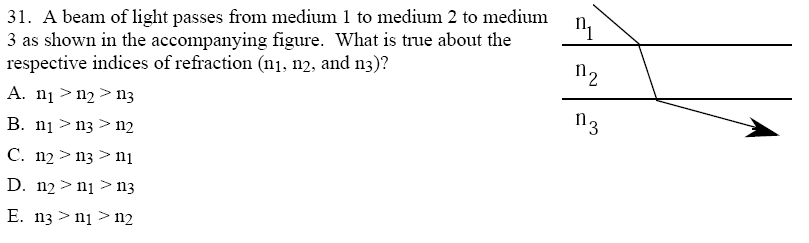 31. A beam of light passes from medium 1 to medium 2 to medium
3 as shown in the accompanying figure. What is true about the
respective indices of refraction (n1, n2, and n3)?
A. n1 > n2 > n3
B. n1 > n3 > n2
C. n2 > n3 > n1
D. n2 > n1 > n3
E. n3 > n1 > n2
n1
n2
n3